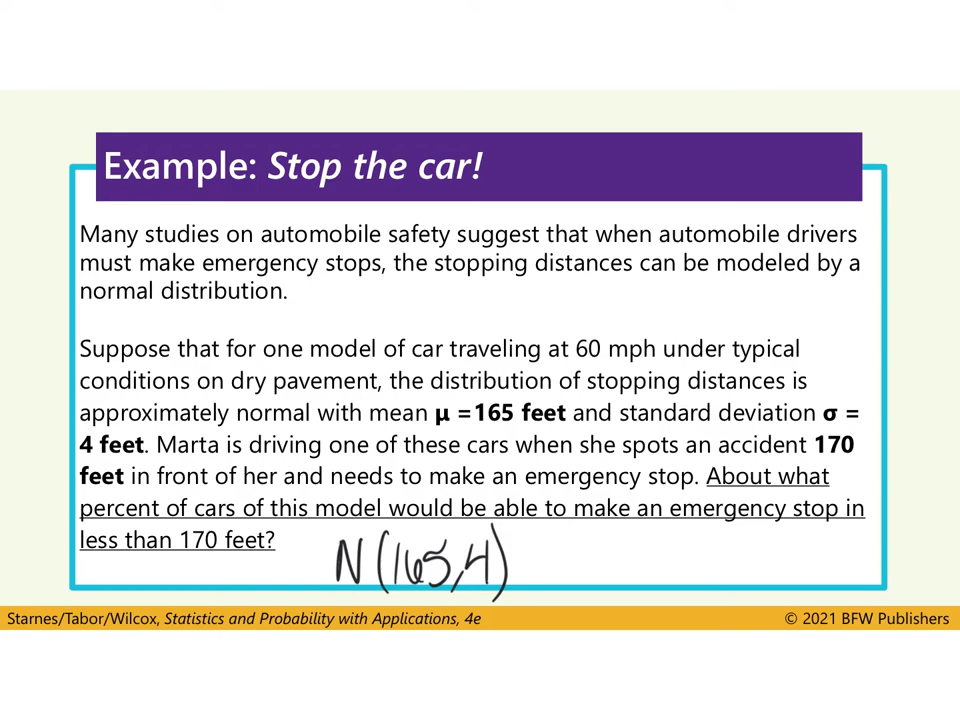 Example: Stop the car!
Many studies on automobile safety suggest that when automobile drivers
must make emergency stops, the stopping distances can be modeled by a
normal distribution.
Suppose that for one model of car traveling at 60 mph under typical
conditions on dry pavement, the distribution of stopping distances is
approximately normal with mean μ =165 feet and standard deviation σ =
4 feet. Marta is driving one of these cars when she spots an accident 170
feet in front of her and needs to make an emergency stop. About what
percent of cars of this model would be able to make an emergency stop in
less than 170 feet?
N(165,4)
Starnes/Tabor/Wilcox, Statistics and Probability with Applications, 4e
© 2021 BFW Publishers